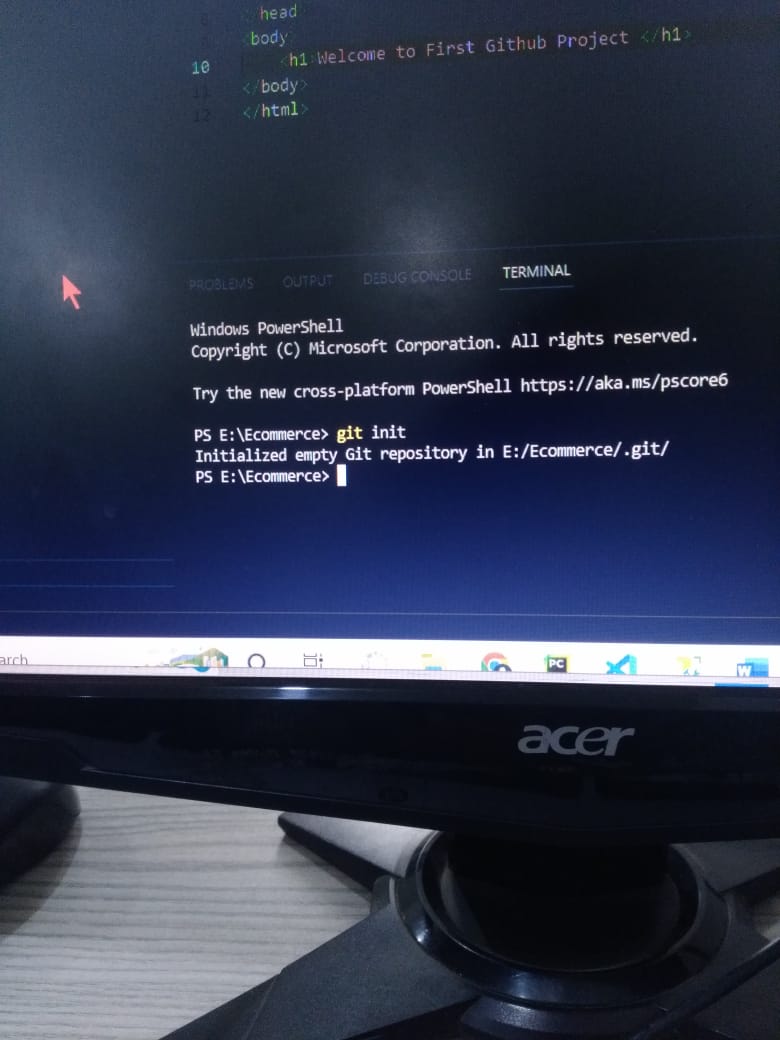 8 </head
<body>
10 <h1>Welcome to First Github Project </h1>
11 </body>
12 </html>
PROBLEMS OUTPUT DEBUG CONSOLE TERMINAL
Windows PowerShell
Copyright (C) Microsoft Corporation. All rights reserved.
Try the new cross-platform PowerShell https://aka.ms/pscore6
PS E:\Ecommerce> git init
Initialized empty Git repository in E:/Ecommerce/.git/
PS E:\Ecommerce>
arch
PC
W
acer